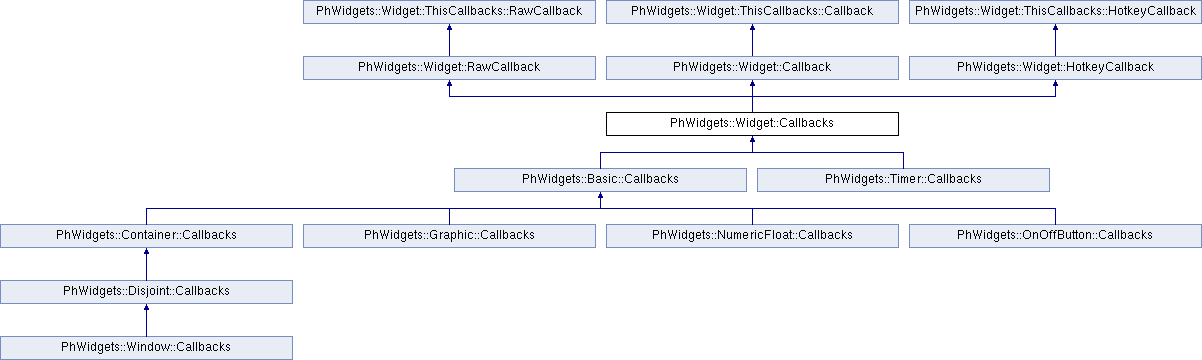 PhWidgets::Widget::ThisCallbacks::RawCallback
PhWidgets::Widget::ThisCallbacks::Callback
PhWidgets::Widget::ThisCallbacks::HotkeyCallback
PhWidgets::Widget::RawCallback
PhWidgets::Widget::Callback
PhWidgets::Widget::HotkeyCallback
PhWidgets::Widget::Callbacks
PhWidgets::Basic::Callbacks
PhWidgets::Timer::Callbacks
PhWidgets::Container::Callbacks
PhWidgets::Graphic::Callbacks
PhWidgets::NumericFloat::Callbacks
PhWidgets::OnOffButton::Callbacks
PhWidgets::Disjoint::Callbacks
PhWidgets::Window::Callbacks